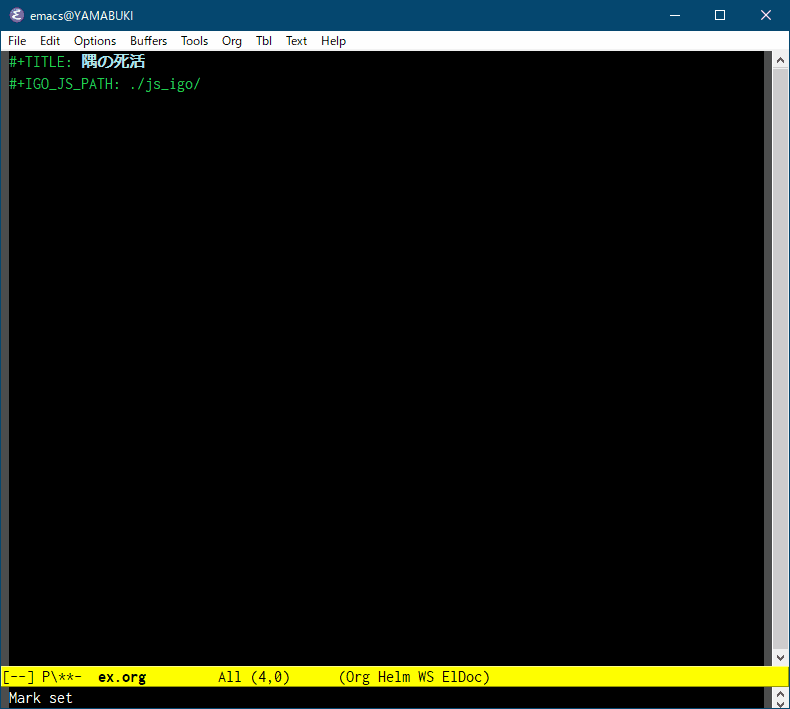 emacs@YAMABUKI
File Edit Options Buffers Tools Org Tbl Text Help
#+TITLE: 隅の死活
#+IGO_JS_PATH: ./js_igo/
[--] P\**-  ex.org         All (4,0)      (Org Helm WS ElDoc)
Mark set